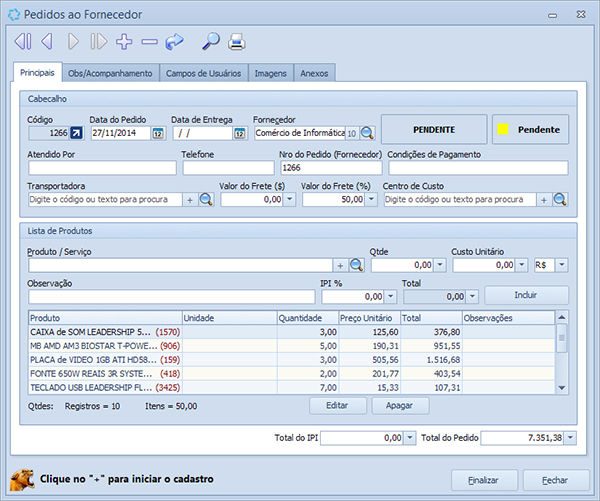 Pedidos ao Fornecedor
Principais Obs/Acompanhamento Campos de Usuários Imagens Anexos
Cabecalho
Código Data do Pedido Data de Entrega Fornecedor
1266 27/11/2014 12 / / 12 Comércio de Informática 10 PENDENTE Pendente
Atendido Por Telefone Nro do Pedido (Fornecedor) Condições de Pagamento
1266
Transportadora Valor do Frete ($) Valor do Frete (%) Centro de Custo
Digite o código ou texto para procura + 0,00 50,00 Digite o código ou texto para procura +
Lista de Produtos
Produto / Serviço Qtde Custo Unitário
+ 0,00 0,00 R$
Observação IPI % Total
0,00 0,00 Incluir
Produto Unidade Quantidade Preço Unitário Total Observações
CAIXA de SOM LEADERSHIP 5... (1570) 3,00 125,60 376,80
MB AMD AM3 BIOSTAR T-POWE... (906) 5,00 190,31 951,55
PLACA de VIDEO 1GB ATI HD58... (159) 3,00 505,56 1.516,68
FONTE 650W REAIS 3R SYSTE... (418) 2,00 201,77 403,54
TECLADO USB LEADERSHIP FL... (3425) 7,00 15,33 107,31
Qtdes: Registros = 10 Itens = 50,00 Editar Apagar
Total do IPI 0,00 Total do Pedido 7.351,38
Clique no "+" para iniciar o cadastro Finalizar Fechar